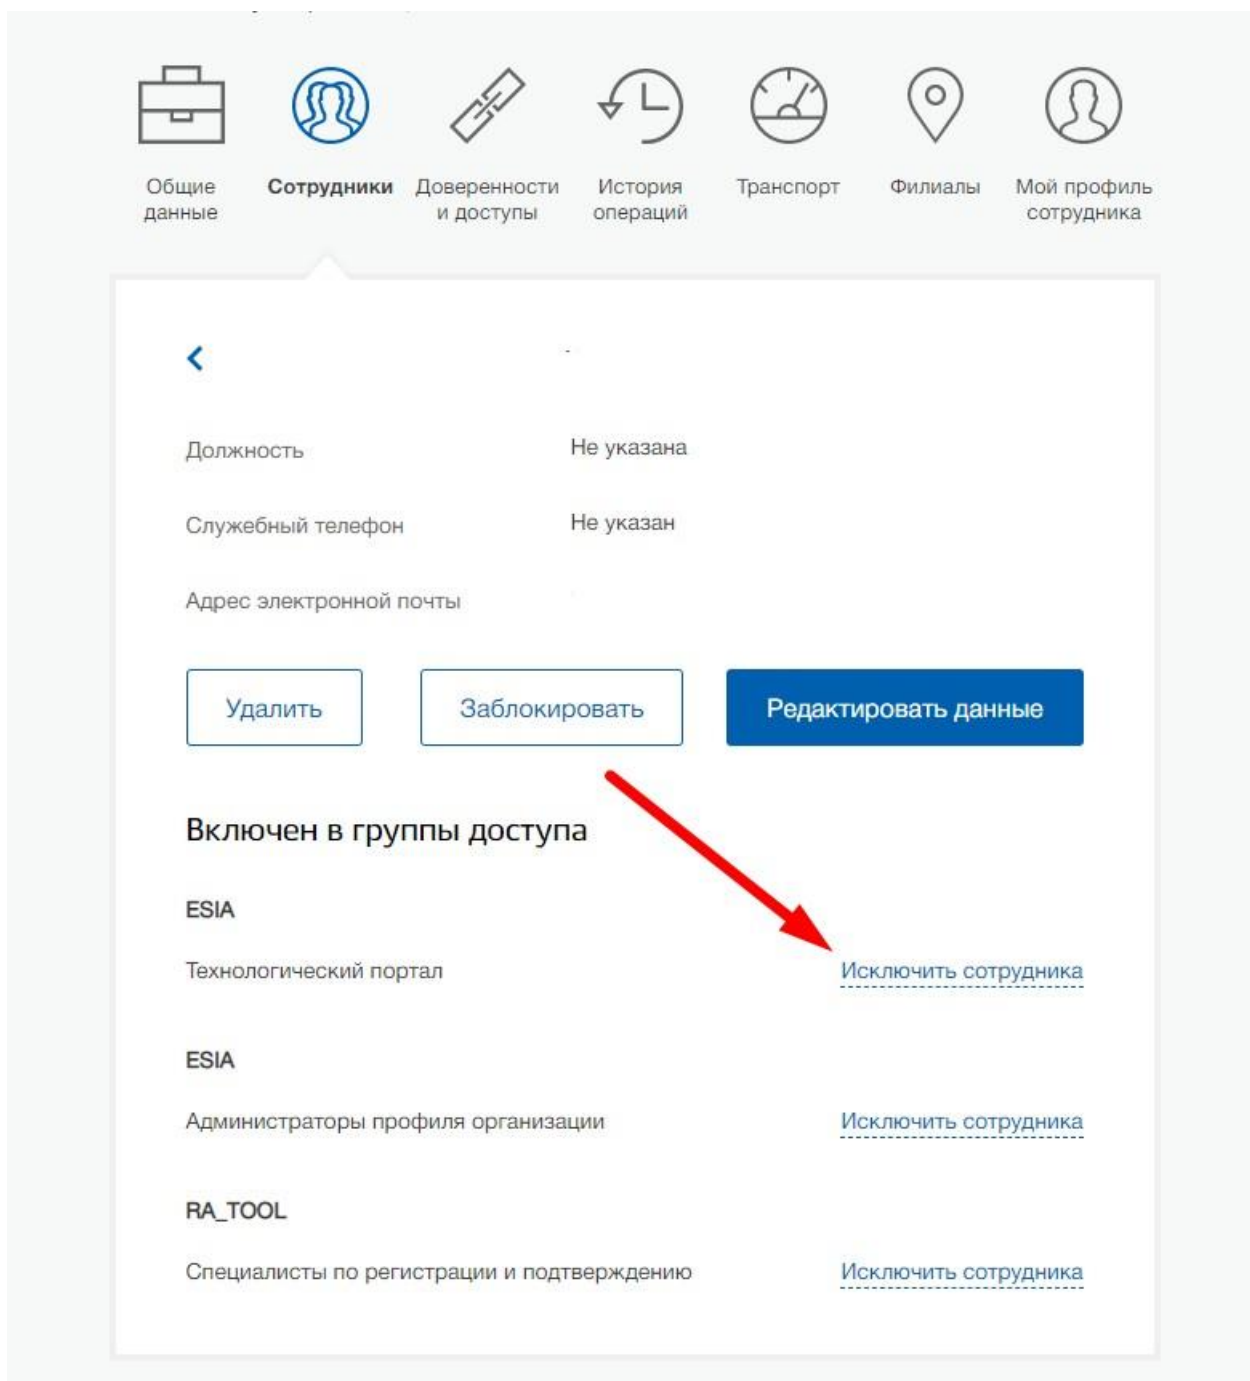 Общие данные
Сотрудники
Доверенности и доступы
История операций
Транспорт
Филиалы
Мой профиль сотрудника
Должность Не указана
Служебный телефон Не указан
Адрес электронной почты
Удалить Заблокировать Редактировать данные
Включен в группы доступа
ESIA
Технологический портал Исключить сотрудника
ESIA
Администраторы профиля организации Исключить сотрудника
RA_TOOL
Специалисты по регистрации и подтверждению Исключить сотрудника